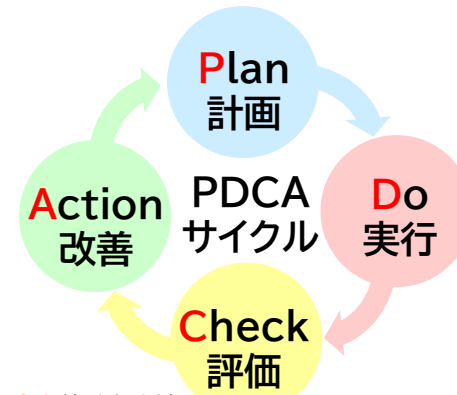 Plan
計画
Do
実行
Check
評価
Action
改善
PDCA
サイクル